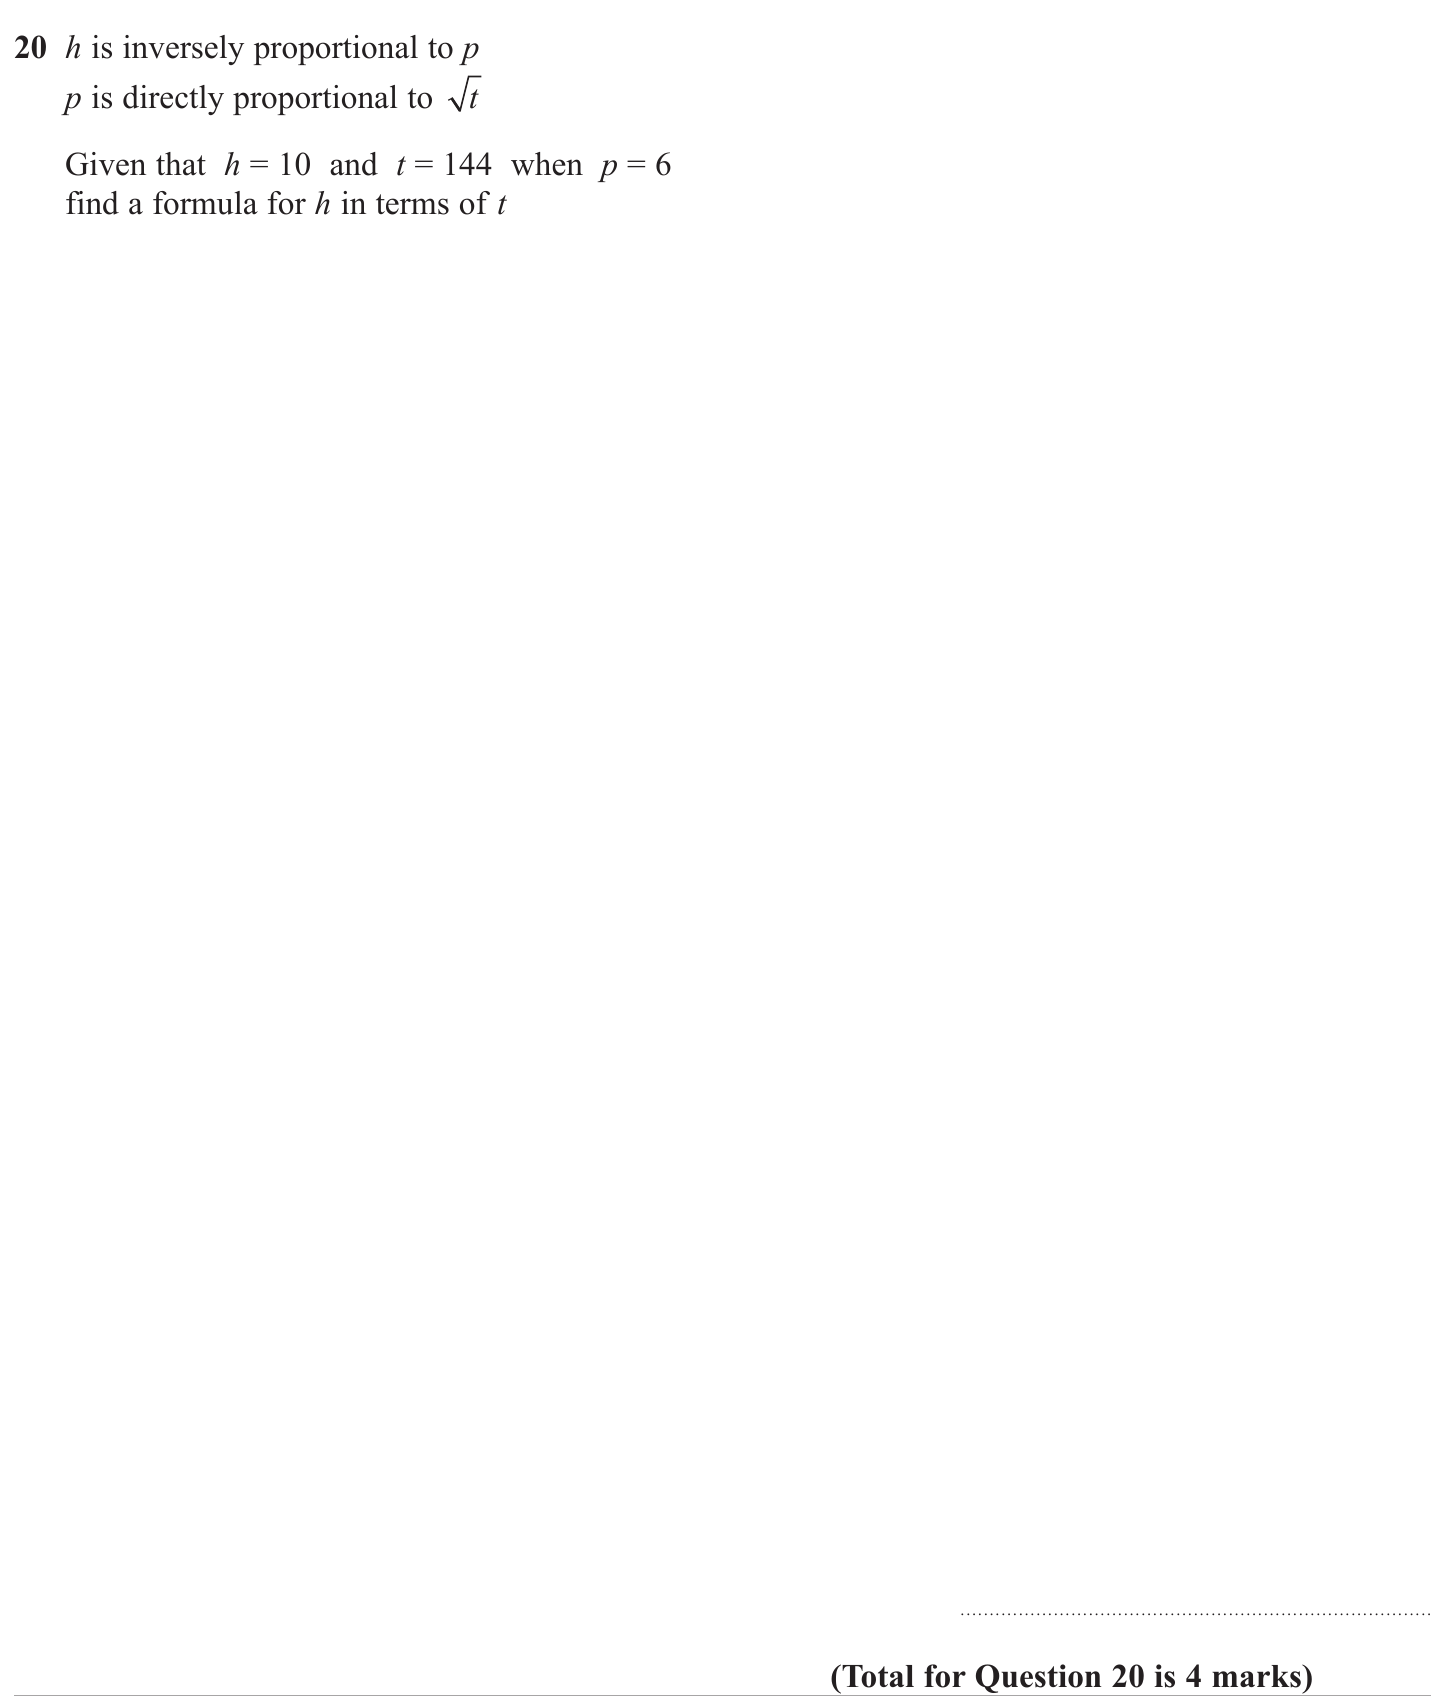 20 h is inversely proportional to p
p is directly proportional to √t
Given that h = 10 and t = 144 when p = 6
find a formula for h in terms of t
(Total for Question 20 is 4 marks)